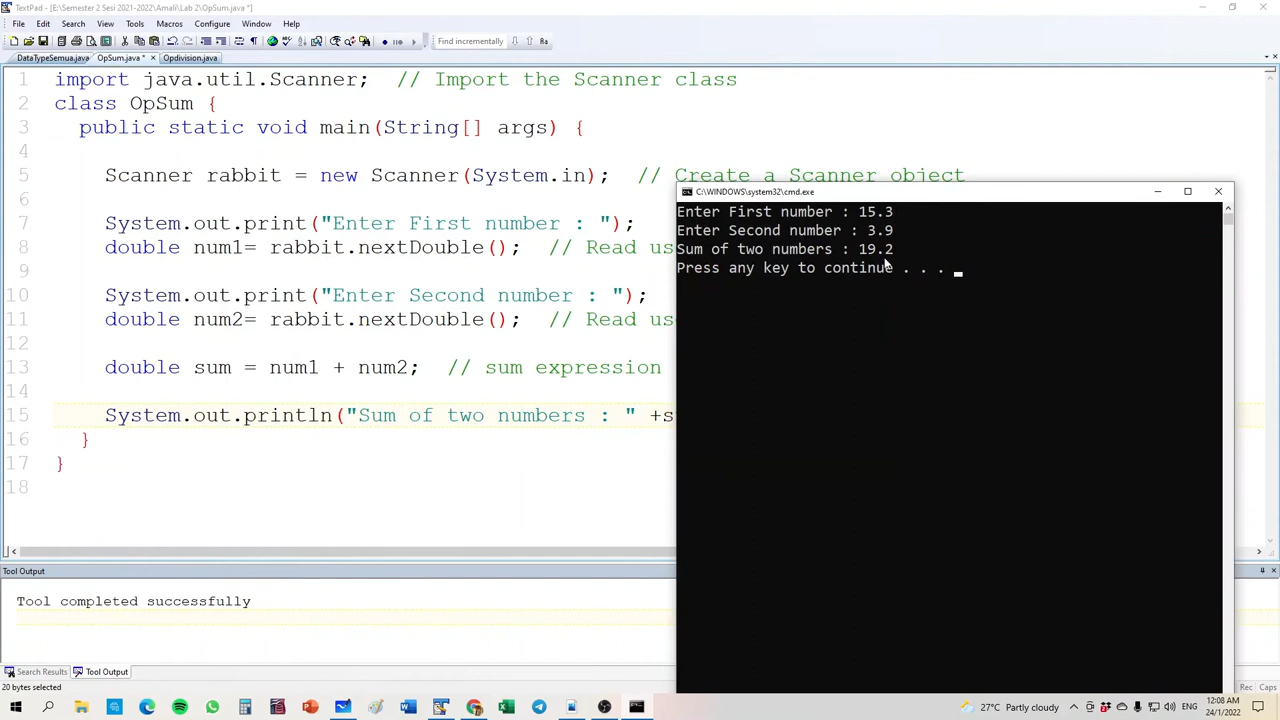 TextPad - [E:\Semester 2 Sesi 2021-2022\Amali\Lab 2\OpSum.java *]
File Edit Search View Tools Macros Configure Window Help
Find incrementally
DataTypeSemua.java OpSum.java * Opdivision.java
1 import java.util.Scanner;  // Import the Scanner class
2 class OpSum {
3 public static void main(String[] args) {
4
5 Scanner rabbit = new Scanner(System.in);  // Create a Scanner object
6
7 System.out.print("Enter First number : ");
8 double num1= rabbit.nextDouble();  // Read us
9
10 System.out.print("Enter Second number : ");
11 double num2= rabbit.nextDouble();  // Read us
12
13 double sum = num1 + num2;  // sum expression
14
15 System.out.println("Sum of two numbers : " +s
16 }
17 }
18
C:\WINDOWS\system32\cmd.exe
Enter First number : 15.3
Enter Second number : 3.9
Sum of two numbers : 19.2
Press any key to continue . . .
Tool Output
Tool completed successfully
Search Results Tool Output
20 bytes selected
Rec Caps
27°C Partly cloudy ENG 12:08 AM
24/1/2022